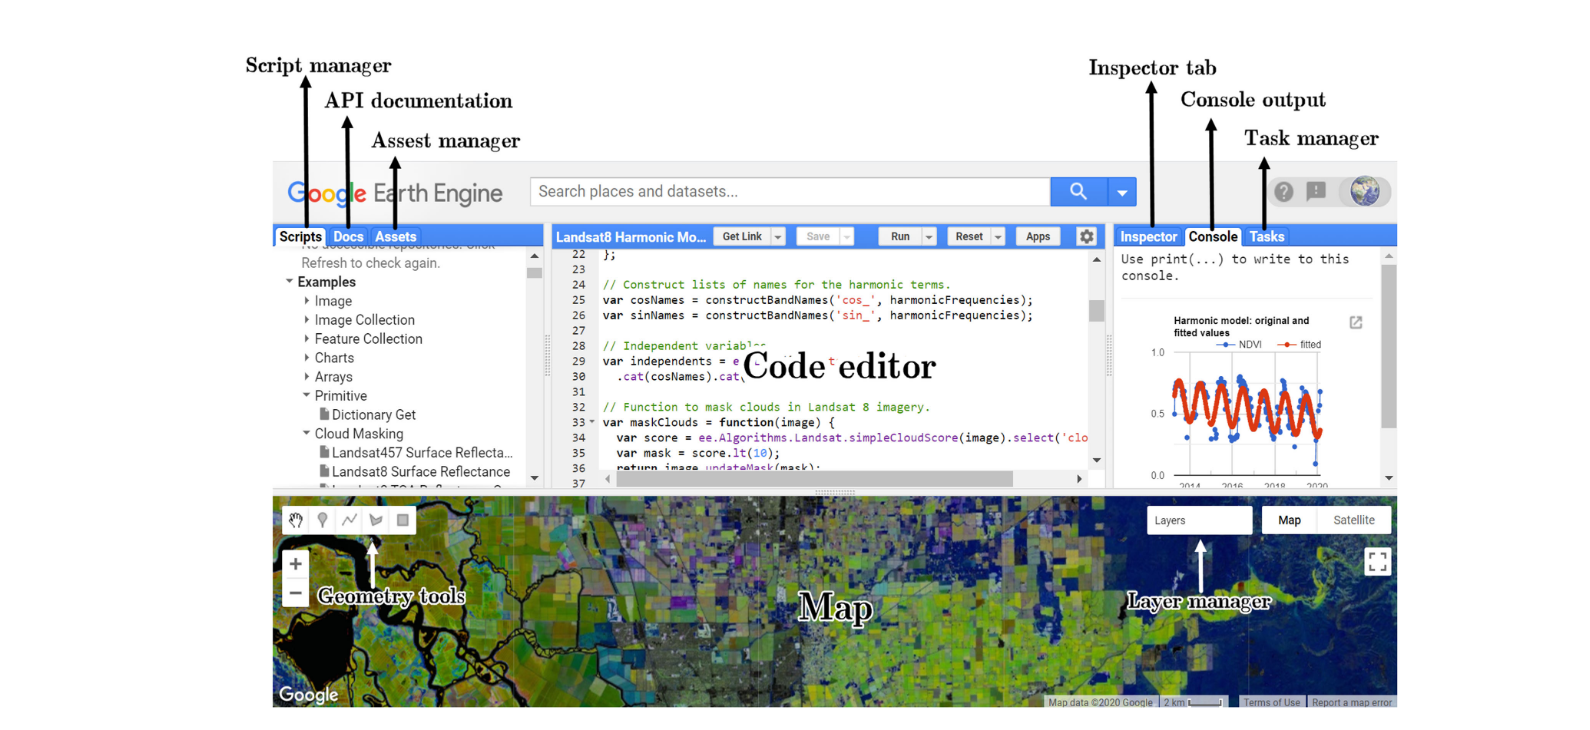 Script manager
API documentation
Assest manager
Inspector tab
Console output
Task manager
Google Earth Engine
Search places and datasets...
Scripts Docs Assets
Refresh to check again.
Examples
Image
Image Collection
Feature Collection
Charts
Arrays
Primitive
Dictionary Get
Cloud Masking
Landsat457 Surface Reflecta...
Landsat8 Surface Reflectance
Landsat8 Harmonic Mo... Get Link Save Run Reset Apps
22 };
23
24 // Construct lists of names for the harmonic terms.
25 var cosNames = constructBandNames('cos_', harmonicFrequencies);
26 var sinNames = constructBandNames('sin_', harmonicFrequencies);
27
28 // Independent variables
29 var independents = e
30 .cat(cosNames).cat(
31
32 // Function to mask clouds in Landsat 8 imagery.
33 var maskClouds = function(image) {
34 var score = ee.Algorithms.Landsat.simpleCloudScore(image).select('clo
35 var mask = score.lt(10);
36 return image.updateMask(mask);
37
Code editor
Inspector Console Tasks
Use print(...) to write to this
console.
Harmonic model: original and
fitted values
NDVI fitted
1.0
0.5
0.0
2014 2016 2018 2020
Layers
Map Satellite
+
−
Geometry tools
Map
Layer manager
Google
Map data ©2020 Google 2 km Terms of Use Report a map error